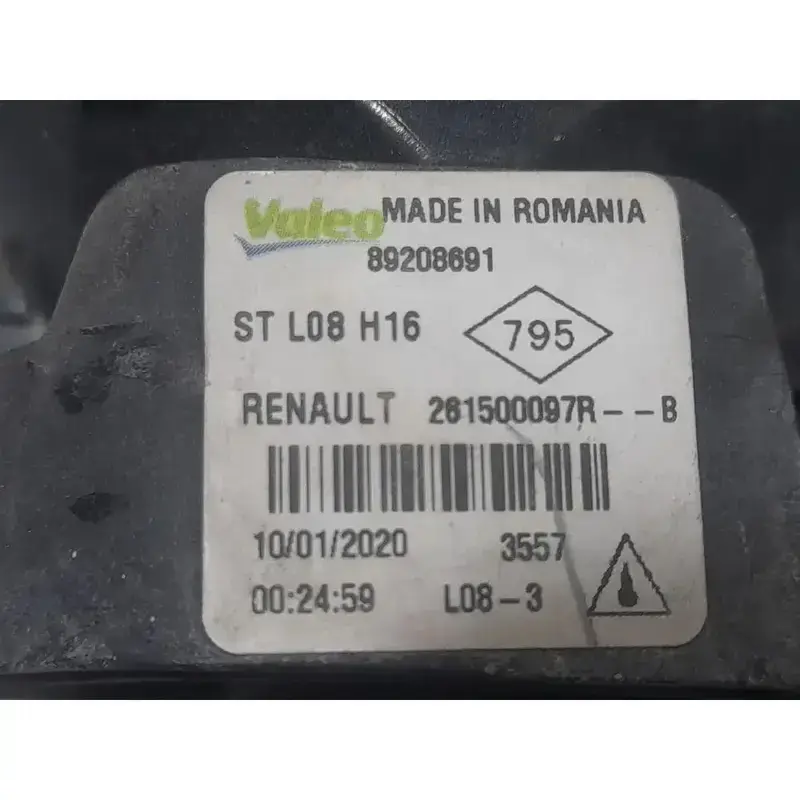 Valeo MADE IN ROMANIA
89208691
ST L08 H16 795
RENAULT 261500097R--B
10/01/2020 3557
00:24:59 L08-3